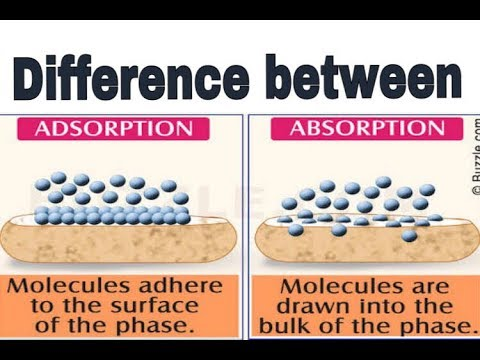 Difference between
ADSORPTION
Molecules adhere
to the surface
of the phase.
ABSORPTION
Molecules are
drawn into the
bulk of the phase.
© Buzzle.com